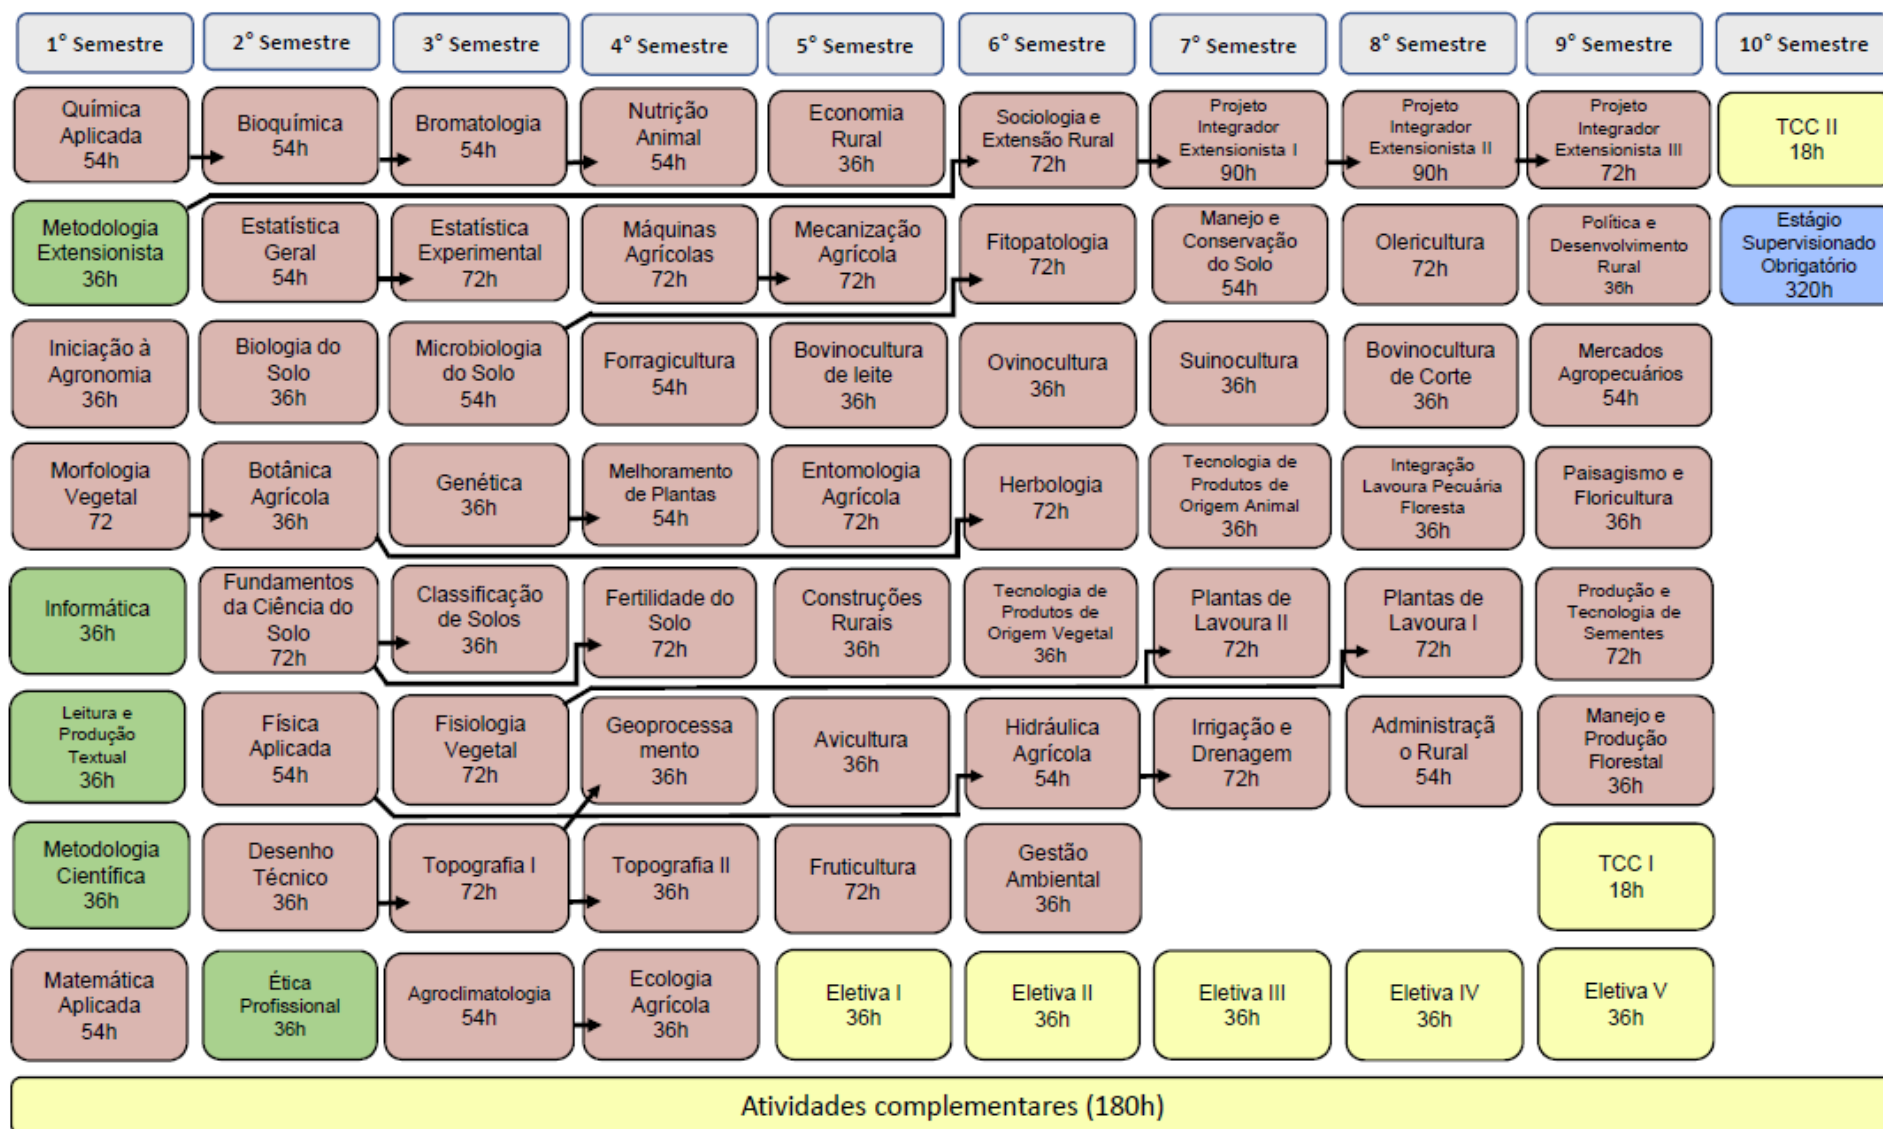 1° Semestre
2° Semestre
3° Semestre
4° Semestre
5° Semestre
6° Semestre
7° Semestre
8° Semestre
9° Semestre
10° Semestre
Química
Aplicada
54h
Bioquímica
54h
Bromatologia
54h
Nutrição
Animal
54h
Economia
Rural
36h
Sociologia e
Extensão Rural
72h
Projeto
Integrador
Extensionista I
90h
Projeto
Integrador
Extensionista II
90h
Projeto
Integrador
Extensionista III
72h
TCC II
18h
Metodologia
Extensionista
36h
Estatística
Geral
54h
Estatística
Experimental
72h
Máquinas
Agrícolas
72h
Mecanização
Agrícola
72h
Fitopatologia
72h
Manejo e
Conservação
do Solo
54h
Olericultura
72h
Política e
Desenvolvimento
Rural
36h
Estágio
Supervisionado
Obrigatório
320h
Iniciação à
Agronomia
36h
Biologia do
Solo
36h
Microbiologia
do Solo
54h
Forragicultura
54h
Bovinocultura
de leite
36h
Ovinocultura
36h
Suinocultura
36h
Bovinocultura
de Corte
36h
Mercados
Agropecuários
54h
Morfologia
Vegetal
72
Botânica
Agrícola
36h
Genética
36h
Melhoramento
de Plantas
54h
Entomologia
Agrícola
72h
Herbologia
72h
Tecnologia de
Produtos de
Origem Animal
36h
Integração
Lavoura Pecuária
Floresta
36h
Paisagismo e
Floricultura
36h
Informática
36h
Fundamentos
da Ciência do
Solo
72h
Classificação
de Solos
36h
Fertilidade do
Solo
72h
Construções
Rurais
36h
Tecnologia de
Produtos de
Origem Vegetal
36h
Plantas de
Lavoura II
72h
Plantas de
Lavoura I
72h
Produção e
Tecnologia de
Sementes
72h
Leitura e
Produção
Textual
36h
Física
Aplicada
54h
Fisiologia
Vegetal
72h
Geoprocessa
mento
36h
Avicultura
36h
Hidráulica
Agrícola
54h
Irrigação e
Drenagem
72h
Administraçã
o Rural
54h
Manejo e
Produção
Florestal
36h
Metodologia
Científica
36h
Desenho
Técnico
36h
Topografia I
72h
Topografia II
36h
Fruticultura
72h
Gestão
Ambiental
36h
TCC I
18h
Matemática
Aplicada
54h
Ética
Profissional
36h
Agroclimatologia
54h
Ecologia
Agrícola
36h
Eletiva I
36h
Eletiva II
36h
Eletiva III
36h
Eletiva IV
36h
Eletiva V
36h
Atividades complementares (180h)